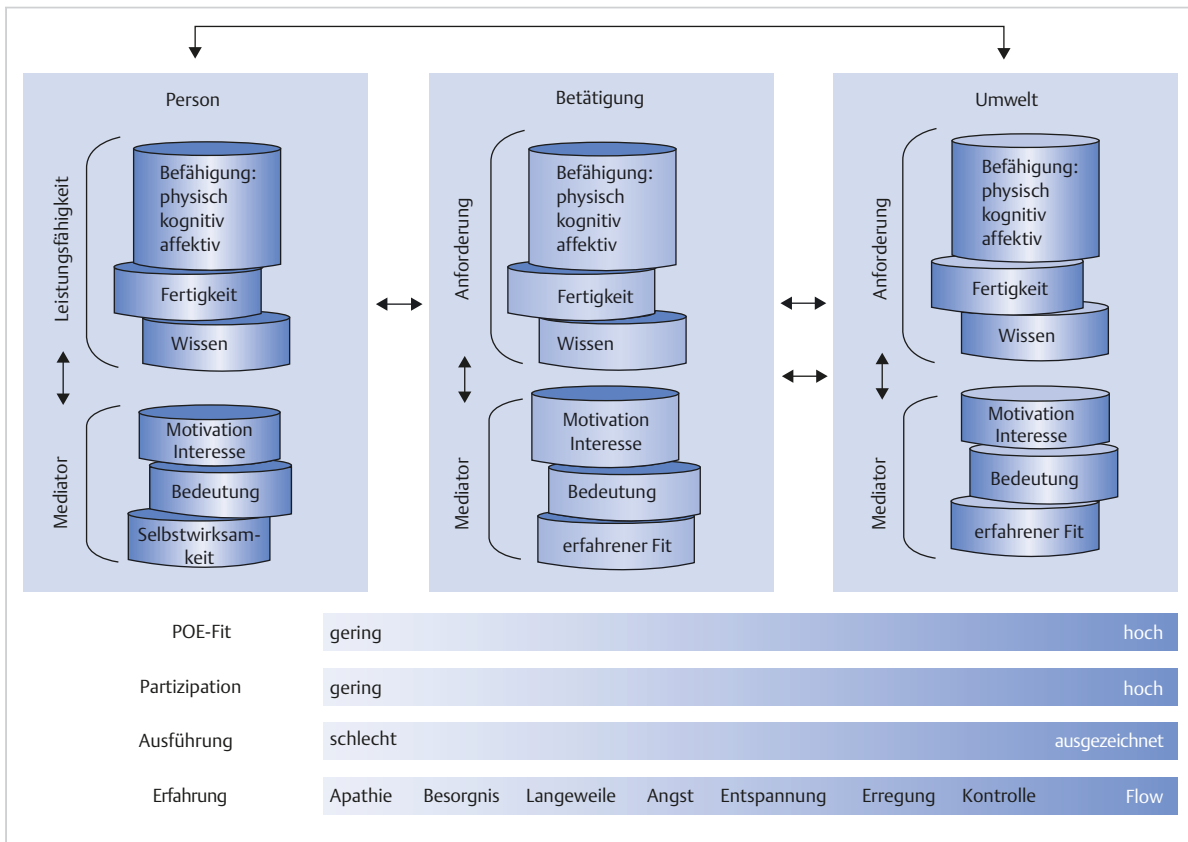 Person
Leistungsfähigkeit
Befähigung:
physisch
kognitiv
affektiv
Fertigkeit
Wissen
Mediator
Motivation
Interesse
Bedeutung
Selbstwirksam-
keit
Betätigung
Anforderung
Befähigung:
physisch
kognitiv
affektiv
Fertigkeit
Wissen
Mediator
Motivation
Interesse
Bedeutung
erfahrener Fit
Umwelt
Anforderung
Befähigung:
physisch
kognitiv
affektiv
Fertigkeit
Wissen
Mediator
Motivation
Interesse
Bedeutung
erfahrener Fit
POE-Fit gering hoch
Partizipation gering hoch
Ausführung schlecht ausgezeichnet
Erfahrung Apathie Besorgnis Langeweile Angst Entspannung Erregung Kontrolle Flow